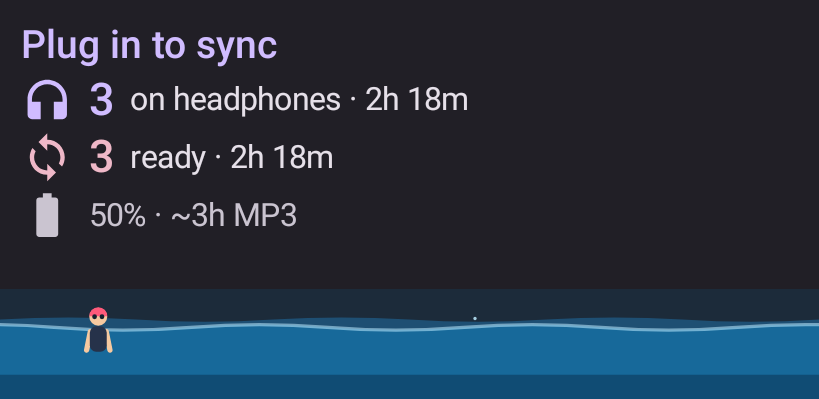 Plug in to sync
3 on headphones · 2h 18m
3 ready · 2h 18m
50% · ~3h MP3